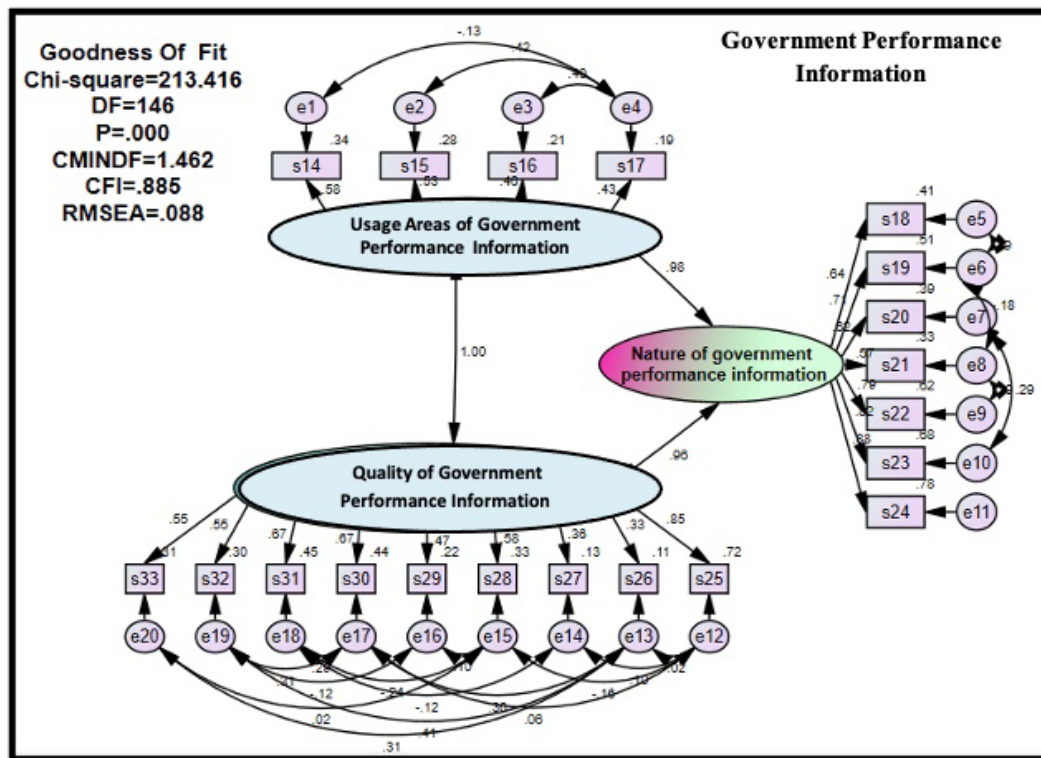 Goodness Of Fit
Chi-square=213.416
DF=146
P=.000
CMINDF=1.462
CFI=.885
RMSEA=.088
Government Performance
Information
-.13
.42
e1
e2
e3
e4
.34
.28
.21
.19
s14
s15
s16
s17
.58
.53
.43
Usage Areas of Government
Performance Information
.98
1.00
Nature of government
performance information
.96
.41
s18
e5
.51
s19
e6
.39
s20
e7
-.18
.33
s21
e8
.62
s22
e9
.29
.68
s23
e10
.78
s24
e11
.64
.71
.57
.79
Quality of Government
Performance Information
.55
.55
.67
.67
.47
.58
.36
.33
.85
.31
.30
.45
.44
.22
.33
.13
.11
.72
s33
s32
s31
s30
s29
s28
s27
s26
s25
e20
e19
e18
e17
e16
e15
e14
e13
e12
.02
-.12
-.24
-.12
-.16
.02
.41
.06
.31